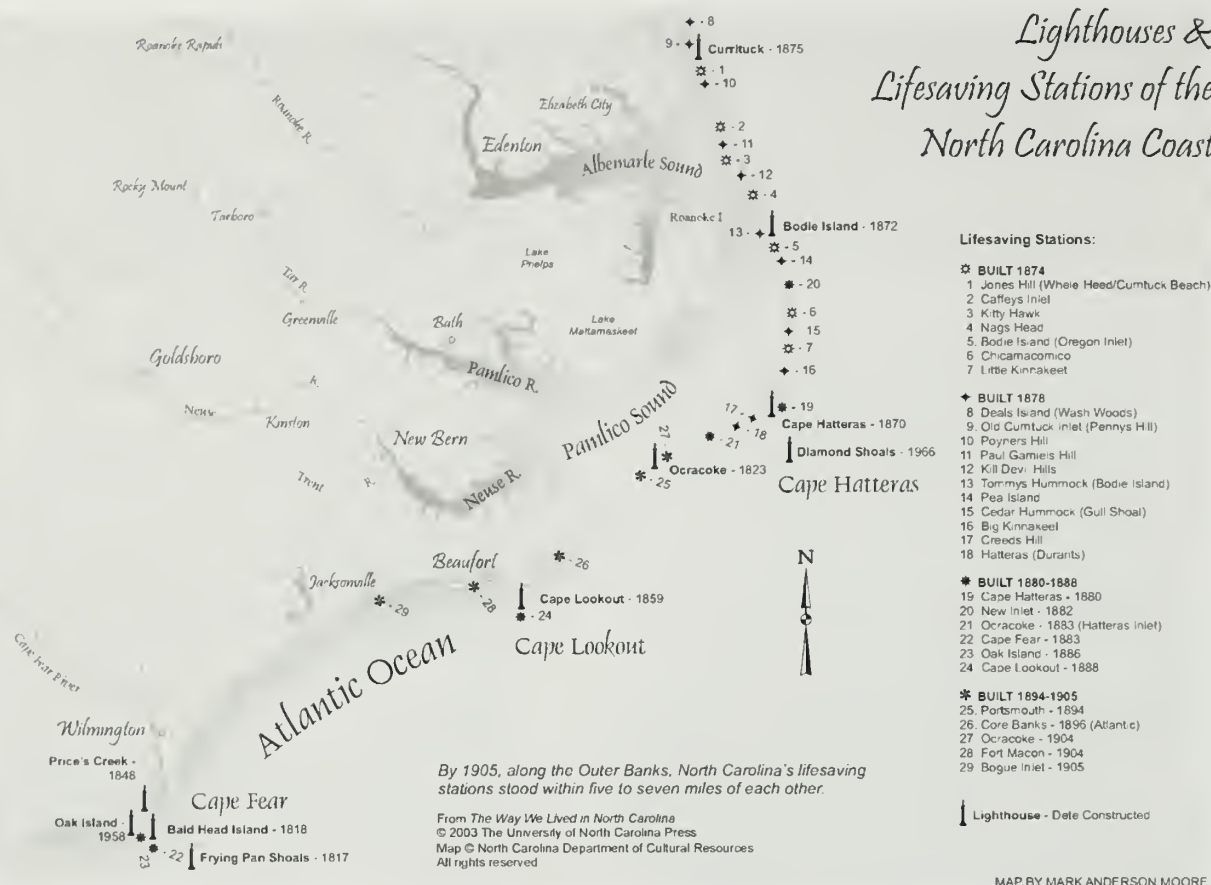 Lighthouses &
Lifesaving Stations of the
North Carolina Coast
Roanoke Rapids
Roanoke R.
Rocky Mount
Tarboro
Tar R.
Greenville
Goldsboro
Neuse
R.
Kinston
Trent
R.
Elizabeth City
Edenton
Albemarle Sound
Roanoke I
Lake
Phelps
Lake
Mattamuskeet
Bath
Pamlico R.
Pamlico Sound
New Bern
Neuse R.
8
9
Currituck - 1875
1
10
2
11
3
12
4
13
Bodie Island - 1872
5
14
20
6
15
7
16
17
19
Cape Hatteras - 1870
18
21
27
Ocracoke - 1823
25
Diamond Shoals - 1966
Cape Hatteras
Beaufort
26
Jacksonville
29
28
Cape Lookout - 1859
24
Cape Lookout
N
Atlantic Ocean
Cape Fear River
Wilmington
Price's Creek -
1848
Cape Fear
Oak Island -
1958
Bald Head Island - 1818
23
22
Frying Pan Shoals - 1817
By 1905, along the Outer Banks, North Carolina's lifesaving
stations stood within five to seven miles of each other.
From The Way We Lived in North Carolina
© 2003 The University of North Carolina Press
Map © North Carolina Department of Cultural Resources
All rights reserved
Lifesaving Stations:
BUILT 1874
1 Jones Hill (Whale Head/Currituck Beach)
2 Caffeys Inlet
3 Kitty Hawk
4 Nags Head
5. Bodie Island (Oregon Inlet)
6 Chicamacomico
7 Little Kinnakeet
BUILT 1878
8 Deals Island (Wash Woods)
9. Old Currituck Inlet (Pennys Hill)
10 Poyners Hill
11 Paul Gamiels Hill
12 Kill Devil Hills
13 Tommys Hummock (Bodie Island)
14 Pea Island
15 Cedar Hummock (Gull Shoal)
16 Big Kinnakeet
17 Creeds Hill
18 Hatteras (Durants)
BUILT 1880-1888
19 Cape Hatteras - 1880
20 New Inlet - 1882
21 Ocracoke - 1883 (Hatteras Inlet)
22 Cape Fear - 1883
23 Oak Island - 1886
24 Cape Lookout - 1888
BUILT 1894-1905
25. Portsmouth - 1894
26. Core Banks - 1896 (Atlantic)
27 Ocracoke - 1904
28 Fort Macon - 1904
29 Bogue Inlet - 1905
Lighthouse - Date Constructed
MAP BY MARK ANDERSON MOORE